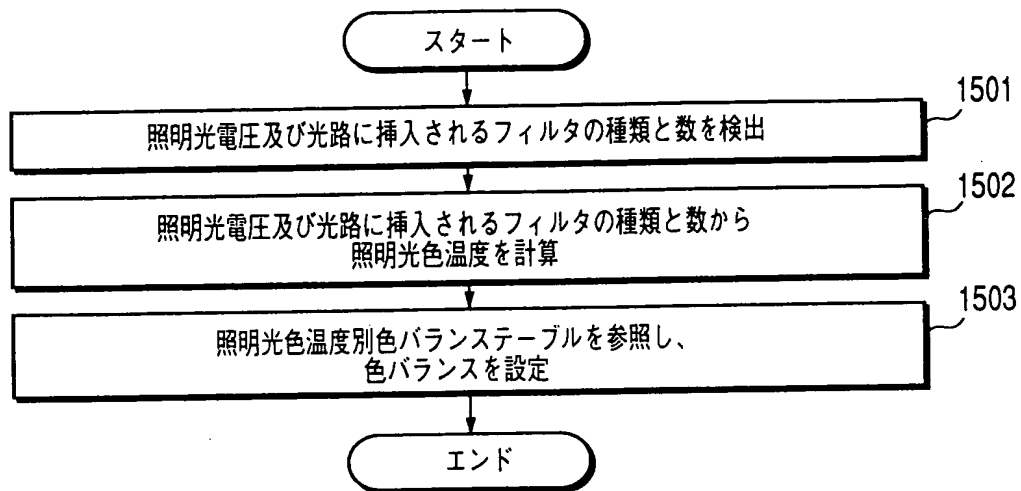 スタート
1501
照明光電圧及び光路に挿入されるフィルタの種類と数を検出
1502
照明光電圧及び光路に挿入されるフィルタの種類と数から
照明光色温度を計算
1503
照明光色温度別色バランステーブルを参照し、
色バランスを設定
エンド